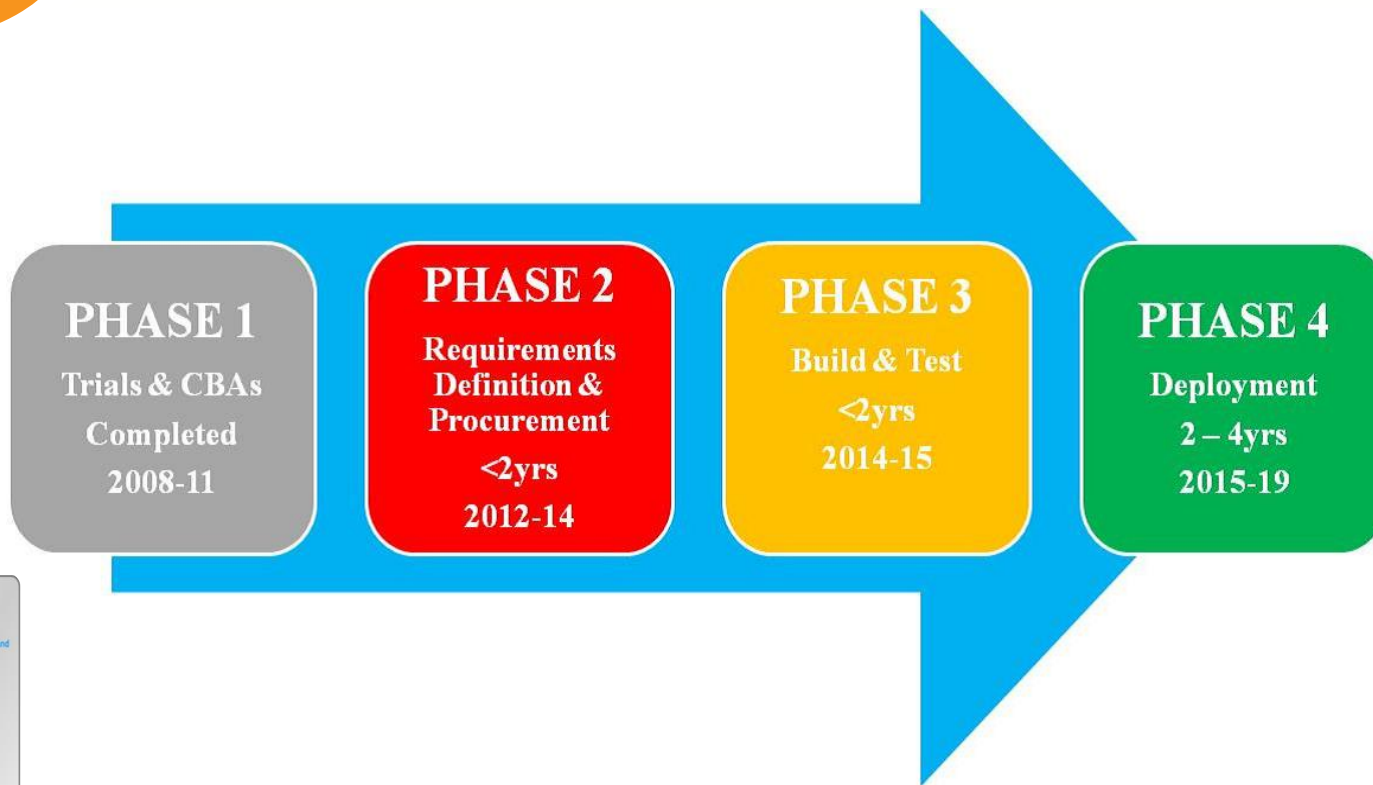 PHASE 1
Trials & CBAs
Completed
2008-11
PHASE 2
Requirements
Definition &
Procurement
<2yrs
2012-14
PHASE 3
Build & Test
<2yrs
2014-15
PHASE 4
Deployment
2 – 4yrs
2015-19
nd